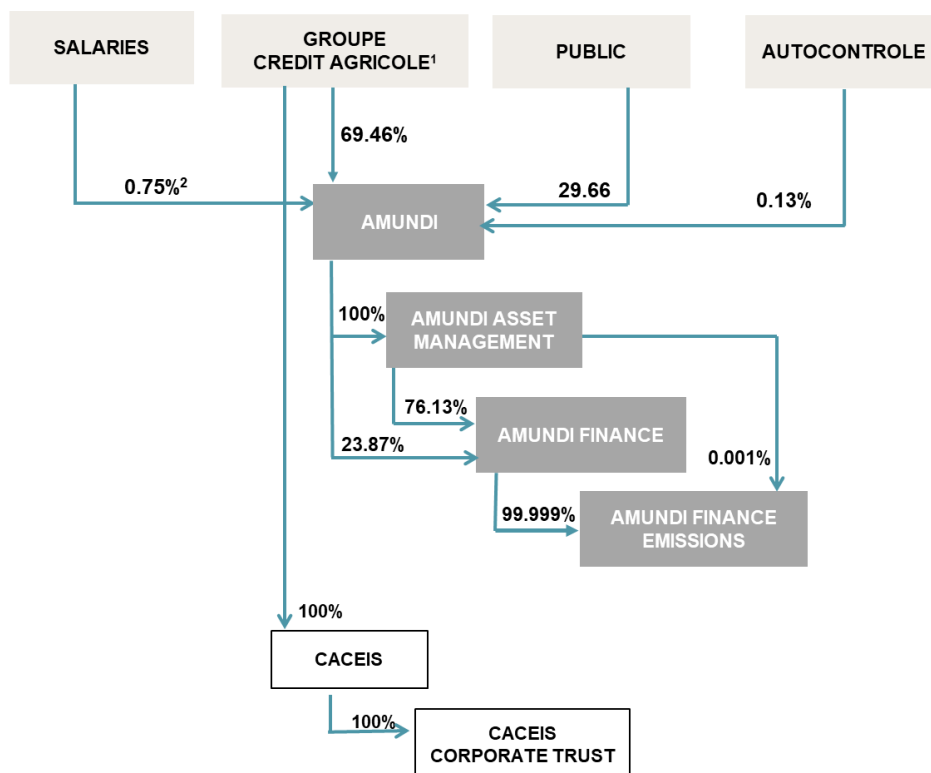 SALARIES
GROUPE
CREDIT AGRICOLE¹
PUBLIC
AUTOCONTROLE
69.46%
0.75%²
29.66
0.13%
AMUNDI
100%
AMUNDI ASSET
MANAGEMENT
76.13%
23.87%
AMUNDI FINANCE
0.001%
99.999%
AMUNDI FINANCE
EMISSIONS
100%
CACEIS
100%
CACEIS
CORPORATE TRUST